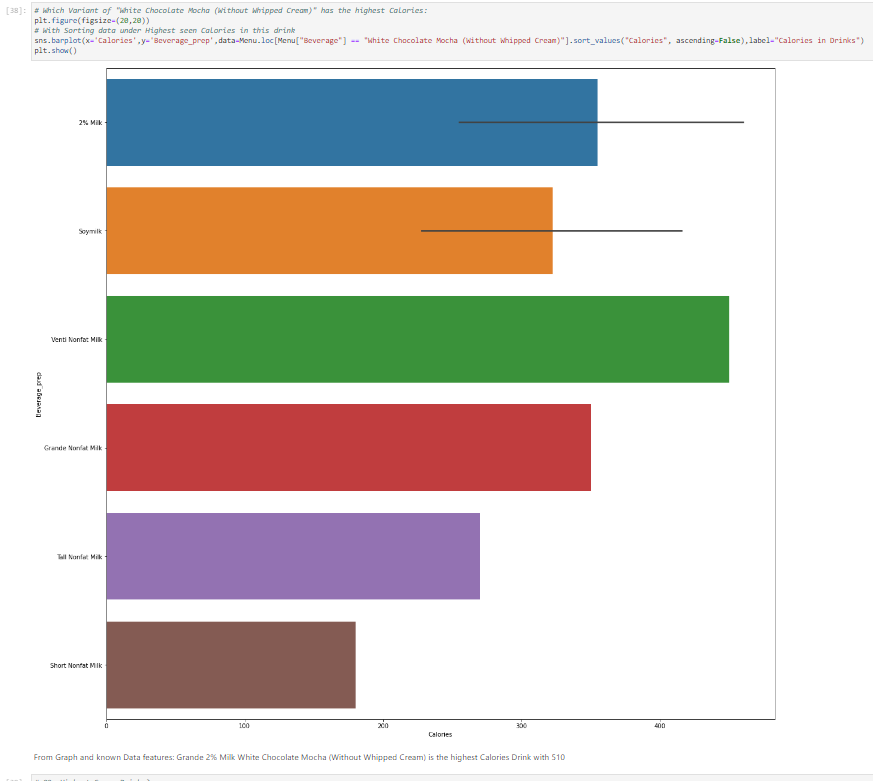 [38]: # Which Variant of "White Chocolate Mocha (Without Whipped Cream)" has the highest Calories:
plt.figure(figsize=(20,20))
# With Sorting data under Highest seen Calories in this drink
sns.barplot(x='Calories',y='Beverage_prep',data=Menu.loc[Menu["Beverage"] == "White Chocolate Mocha (Without Whipped Cream)"].sort_values("Calories", ascending=False),label="Calories in Drinks")
plt.show()
2% Milk
Soymilk
Venti Nonfat Milk
Beverage_prep
Grande Nonfat Milk
Tall Nonfat Milk
Short Nonfat Milk
0 100 200 300 400
Calories
From Graph and known Data features: Grande 2% Milk White Chocolate Mocha (Without Whipped Cream) is the highest Calories Drink with 510